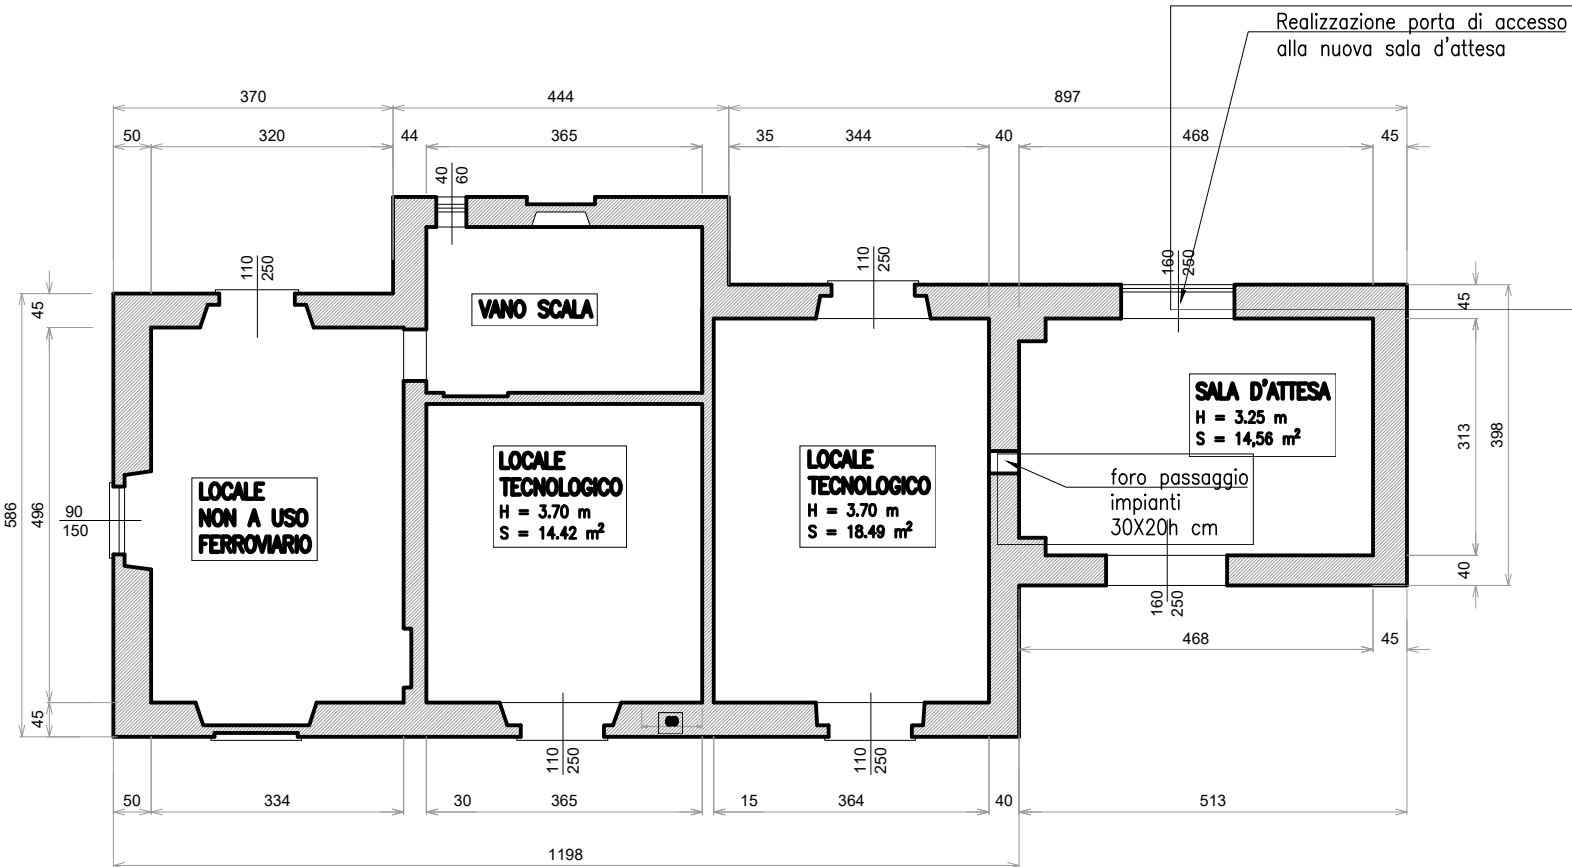 Realizzazione porta di accesso
alla nuova sala d'attesa
370 444 897
50 320 44 365 35 344 40 468 45
40
60
110
250
110
250
160
250
VANO SCALA
45
496
45
586
90
150
LOCALE
NON A USO
FERROVIARIO
LOCALE
TECNOLOGICO
H = 3.70 m
S = 14.42 m²
LOCALE
TECNOLOGICO
H = 3.70 m
S = 18.49 m²
SALA D'ATTESA
H = 3.25 m
S = 14,56 m²
foro passaggio
impianti
30X20h cm
45
313
398
40
160
250
468 45
110
250
110
250
50 334 30 365 15 364 40 513
1198